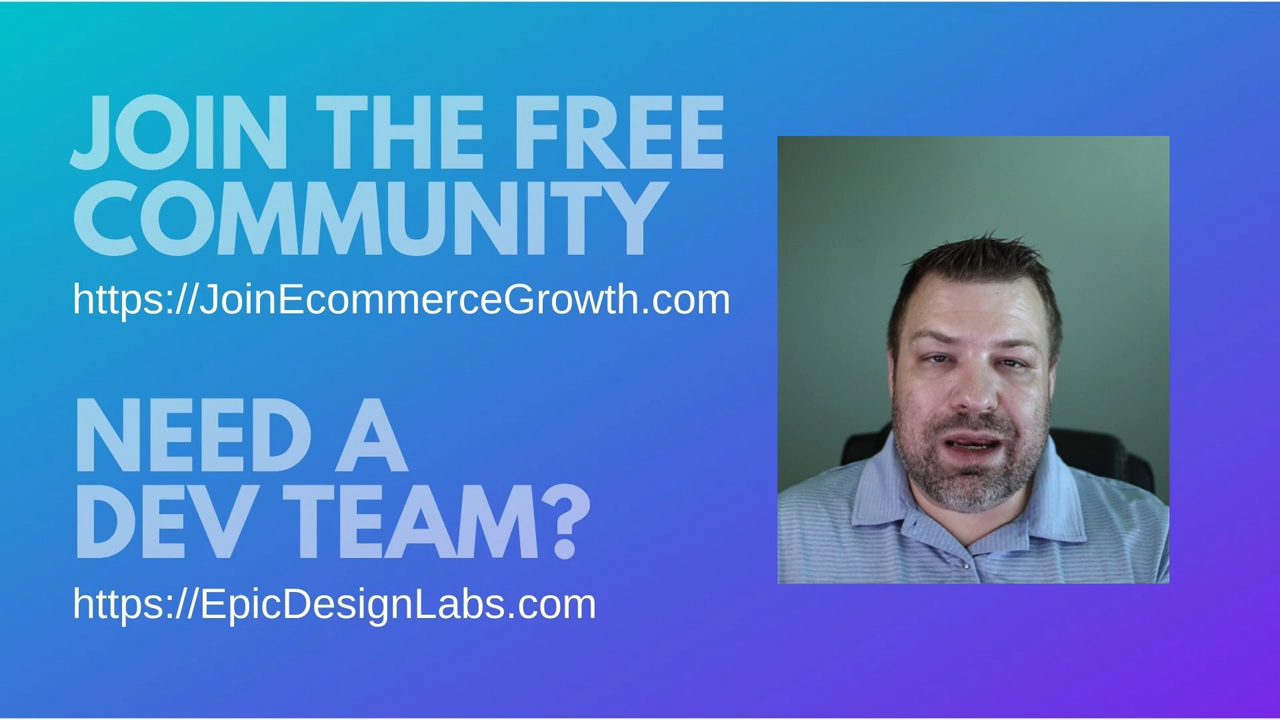 JOIN THE FREE
COMMUNITY
https://JoinEcommerceGrowth.com
NEED A
DEV TEAM?
https://EpicDesignLabs.com